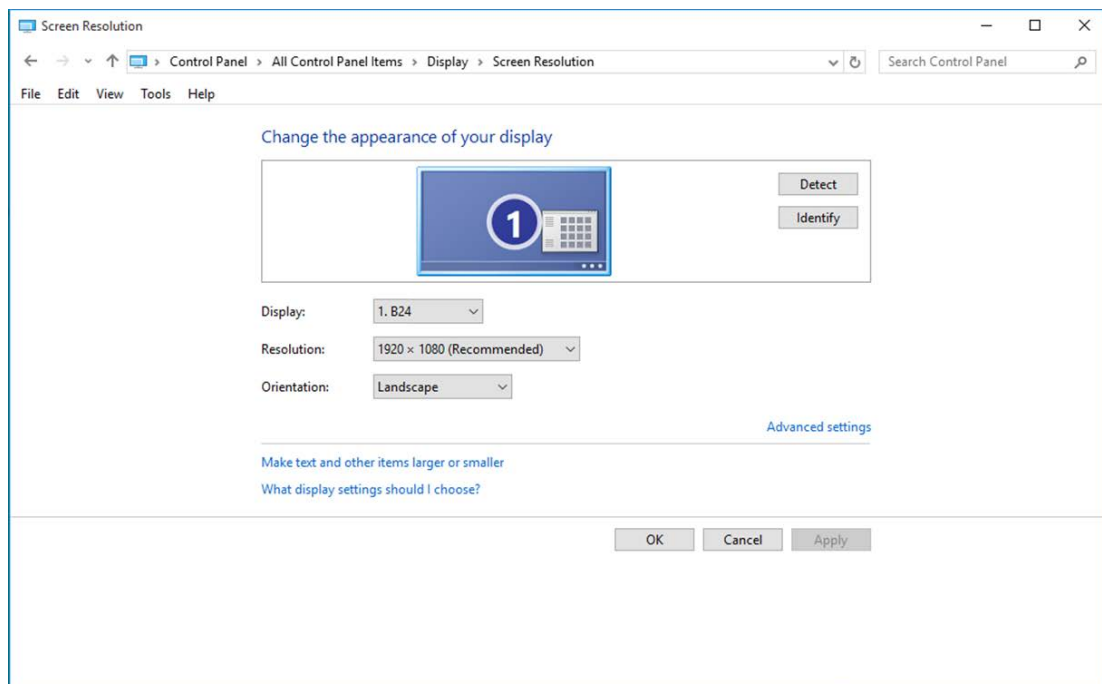 Screen Resolution
Control Panel > All Control Panel Items > Display > Screen Resolution
Search Control Panel
File Edit View Tools Help
Change the appearance of your display
1
Detect
Identify
Display: 1. B24
Resolution: 1920 × 1080 (Recommended)
Orientation: Landscape
Advanced settings
Make text and other items larger or smaller
What display settings should I choose?
OK Cancel Apply